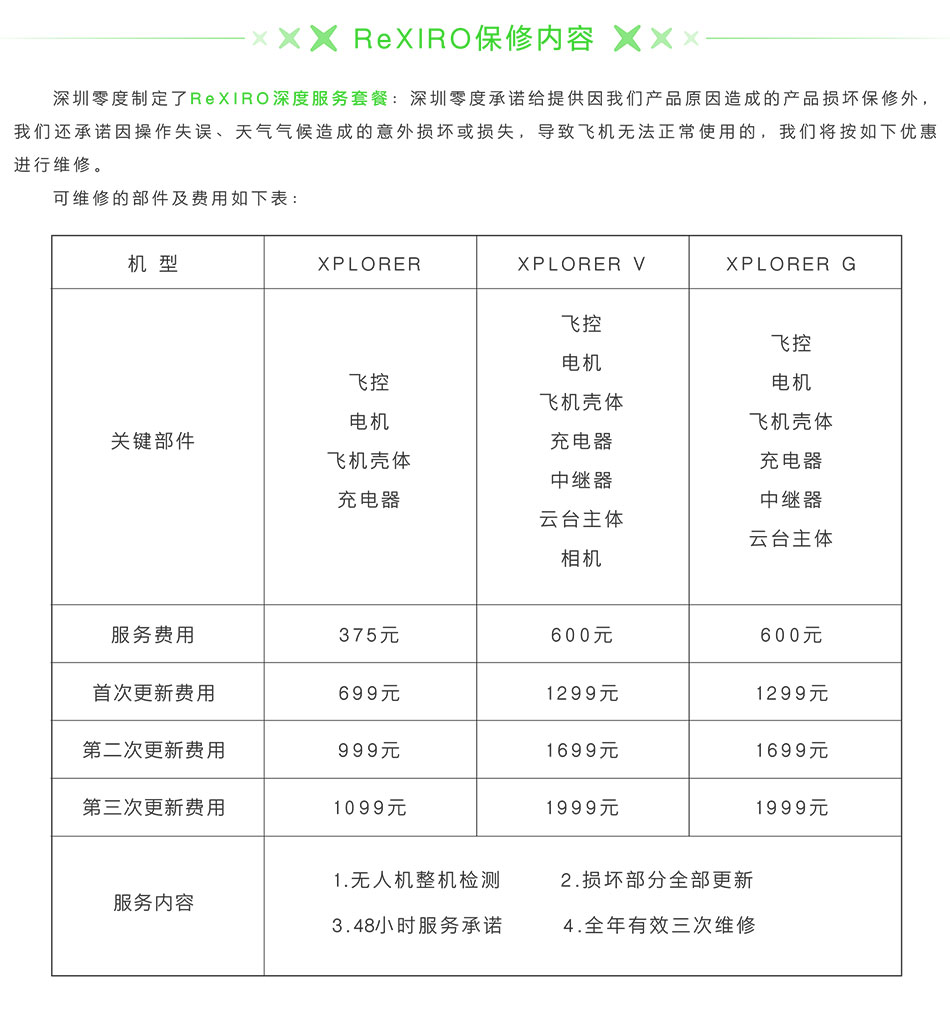 ReXIRO保修内容
深圳零度制定了ReXIRO深度服务套餐：深圳零度承诺给提供因我们产品原因造成的产品损坏保修外，
我们还承诺因操作失误、天气气候造成的意外损坏或损失，导致飞机无法正常使用的，我们将按如下优惠
进行维修。
可维修的部件及费用如下表：
机 型 XPLORER XPLORER V XPLORER G
关键部件
飞控
电机
飞机壳体
充电器
飞控
电机
飞机壳体
充电器
中继器
云台主体
相机
飞控
电机
飞机壳体
充电器
中继器
云台主体
服务费用 375元 600元 600元
首次更新费用 699元 1299元 1299元
第二次更新费用 999元 1699元 1699元
第三次更新费用 1099元 1999元 1999元
服务内容
1.无人机整机检测 2.损坏部分全部更新
3.48小时服务承诺 4.全年有效三次维修